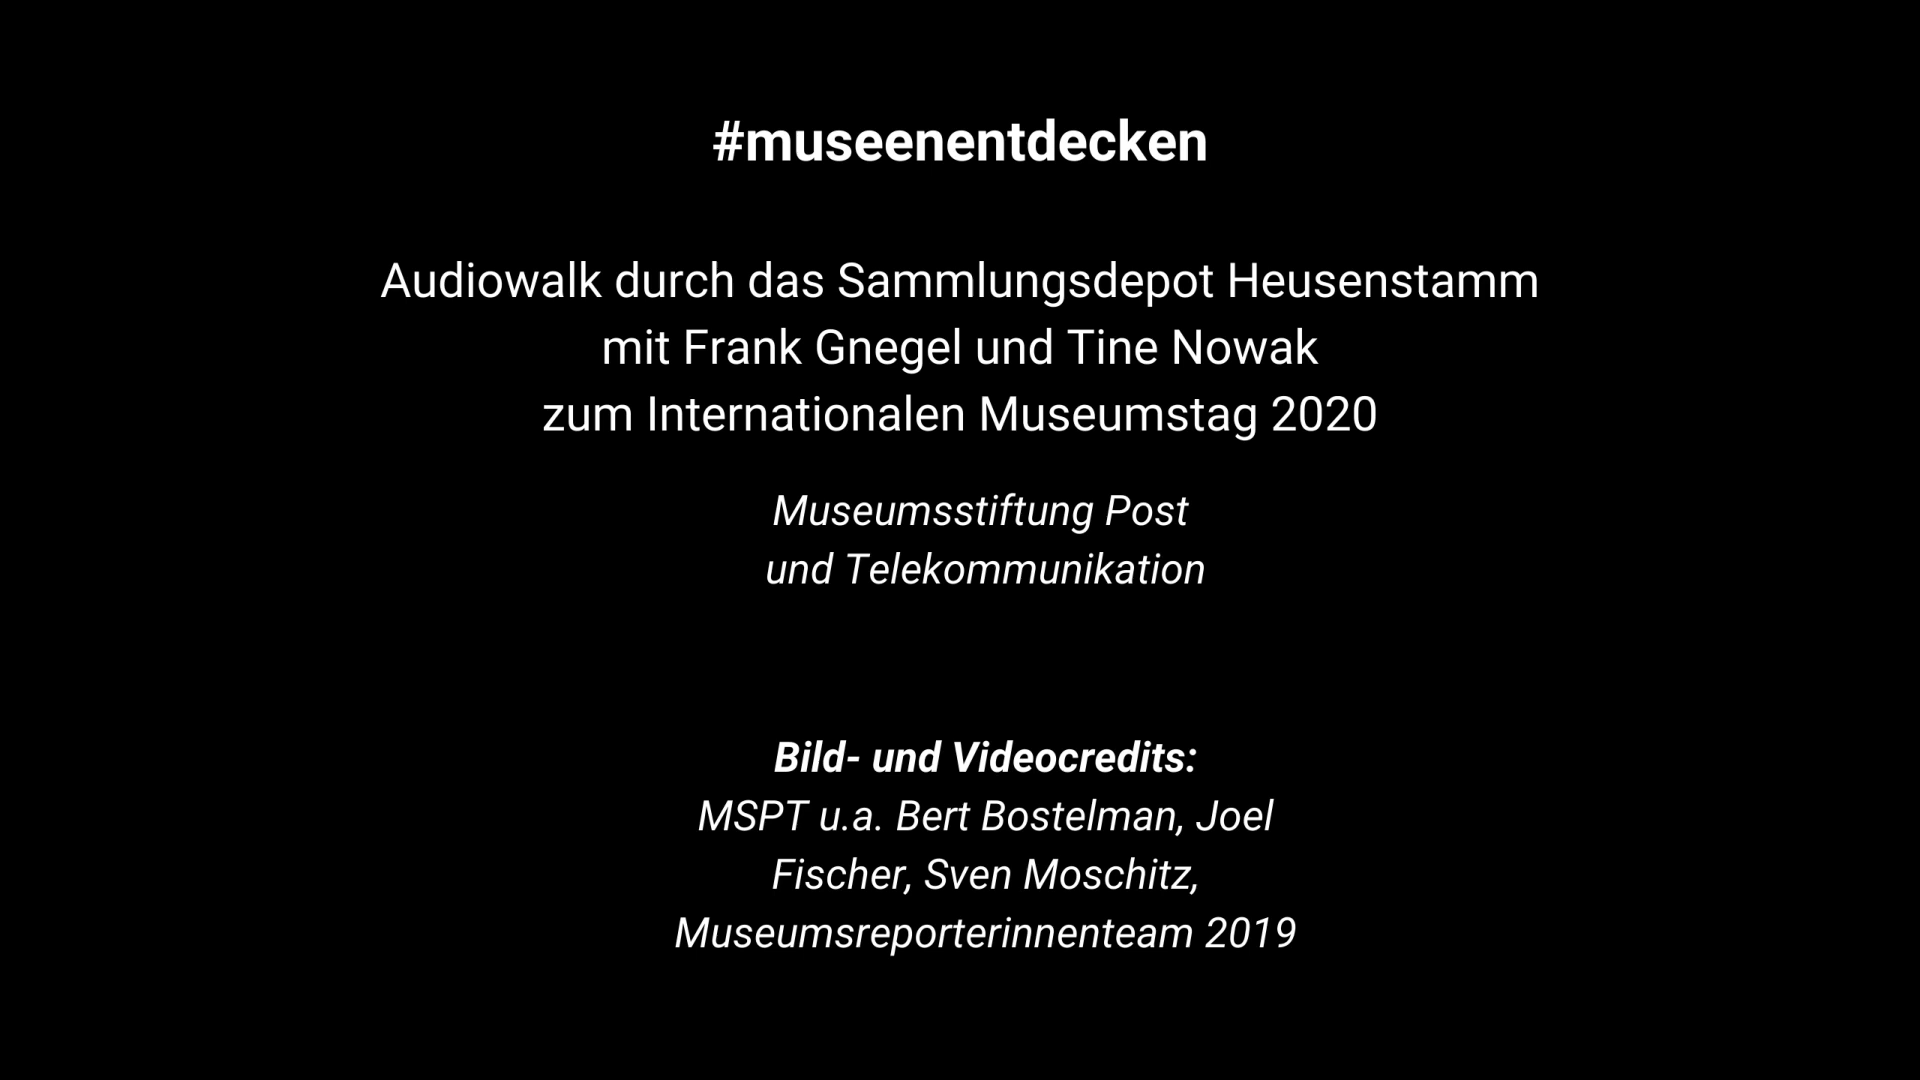 #museenentdecken
Audiowalk durch das Sammlungsdepot Heusenstamm
mit Frank Gnegel und Tine Nowak
zum Internationalen Museumstag 2020
Museumsstiftung Post
und Telekommunikation
Bild- und Videocredits:
MSPT u.a. Bert Bostelman, Joel
Fischer, Sven Moschitz,
Museumsreporterinnenteam 2019